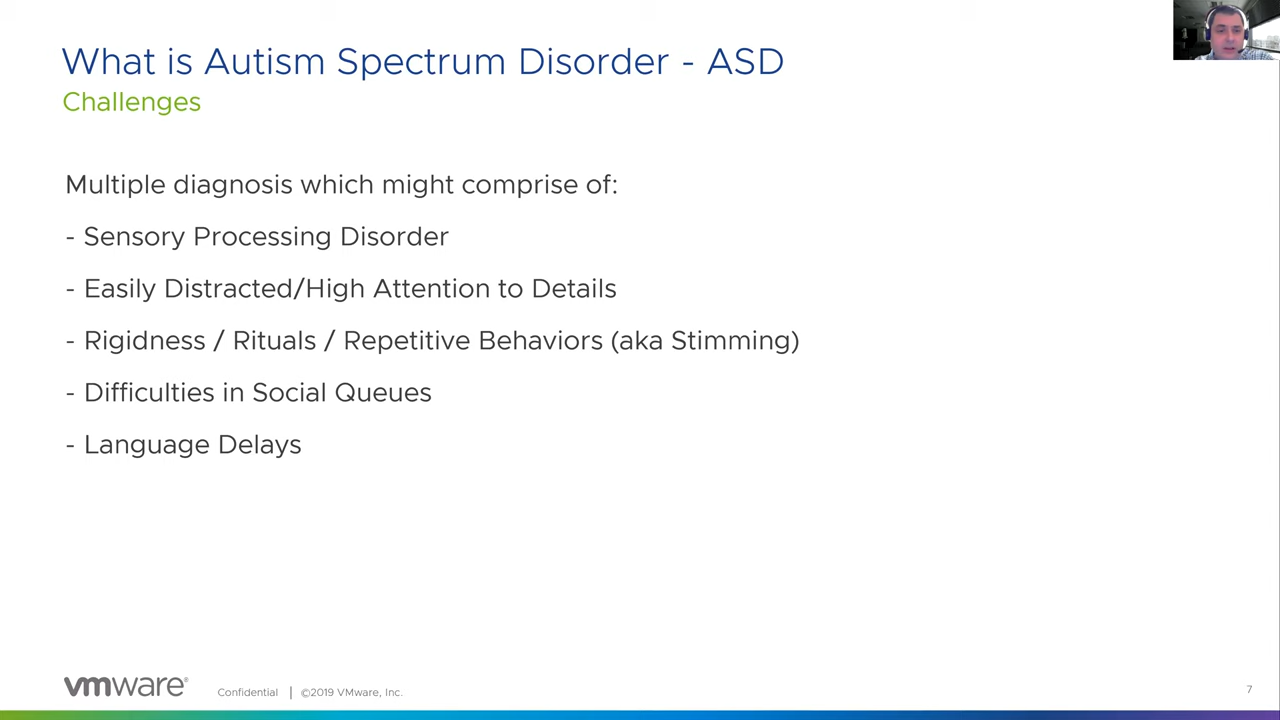 What is Autism Spectrum Disorder - ASD
Challenges
Multiple diagnosis which might comprise of:
- Sensory Processing Disorder
- Easily Distracted/High Attention to Details
- Rigidness / Rituals / Repetitive Behaviors (aka Stimming)
- Difficulties in Social Queues
- Language Delays
vmware®
Confidential | ©2019 VMware, Inc.
7